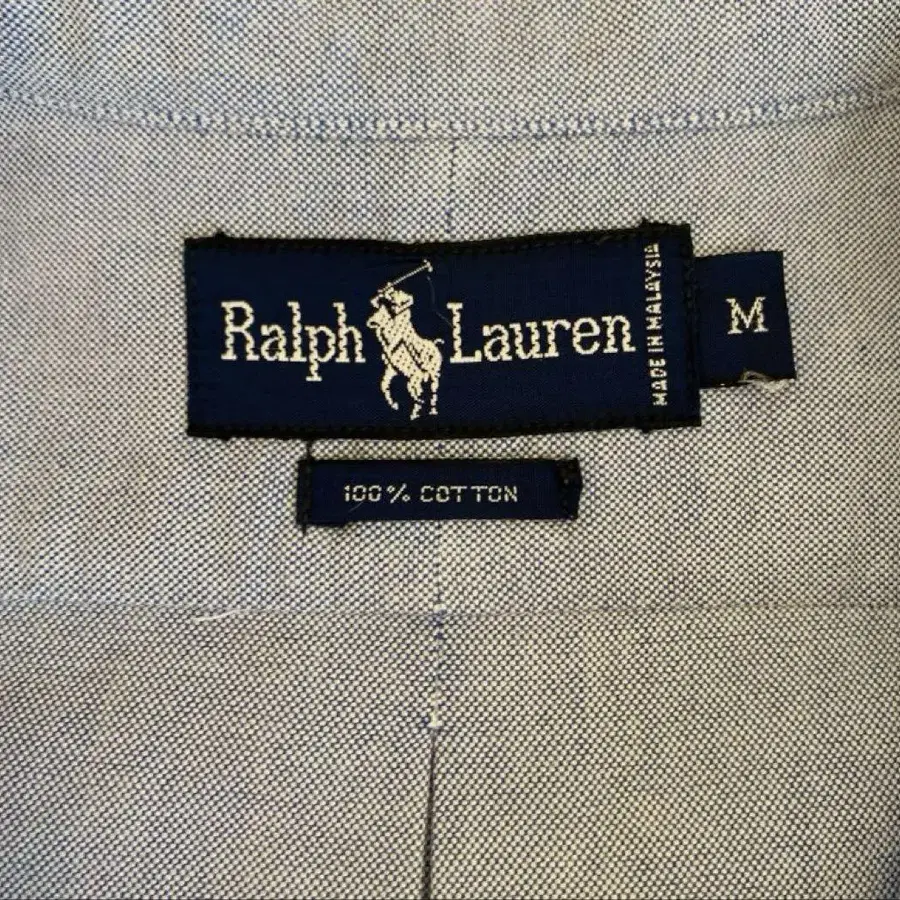 Ralph Lauren
MADE IN MALAYSIA
M
100% COTTON